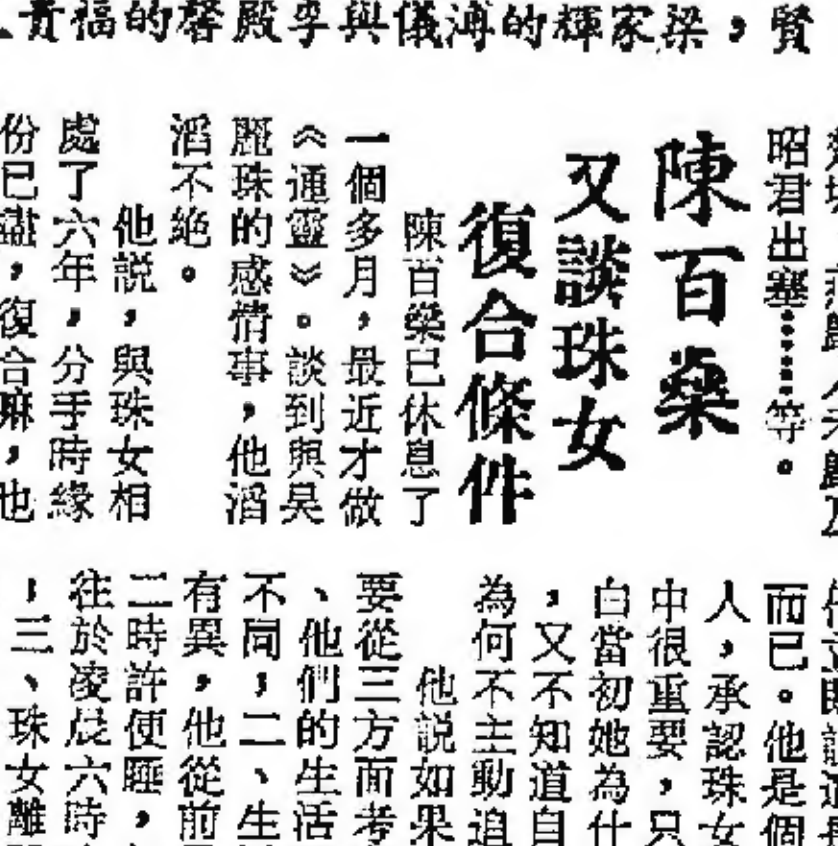 貴福的馨殿李與儀溥的輝家梁，賢
昭君出塞⋯⋯等。
陳百燊
又談珠女
復合條件
陳百燊已休息了
一個多月，最近才做
《通靈》。談到與吳
麗珠的感情事，他滔
滔不絕。
他説，與珠女相
處了六年，分手時緣
份已盡，復合嘛，也
而已。他是個
人，承認珠女
中很重要，只
白當初她為什
，又不知道自
為何不主動追
他説如果
要從三方面考
、他們的生活
不同；二、生
有異，他從前
二時許便睡，
往於凌晨六時
；三、珠女離